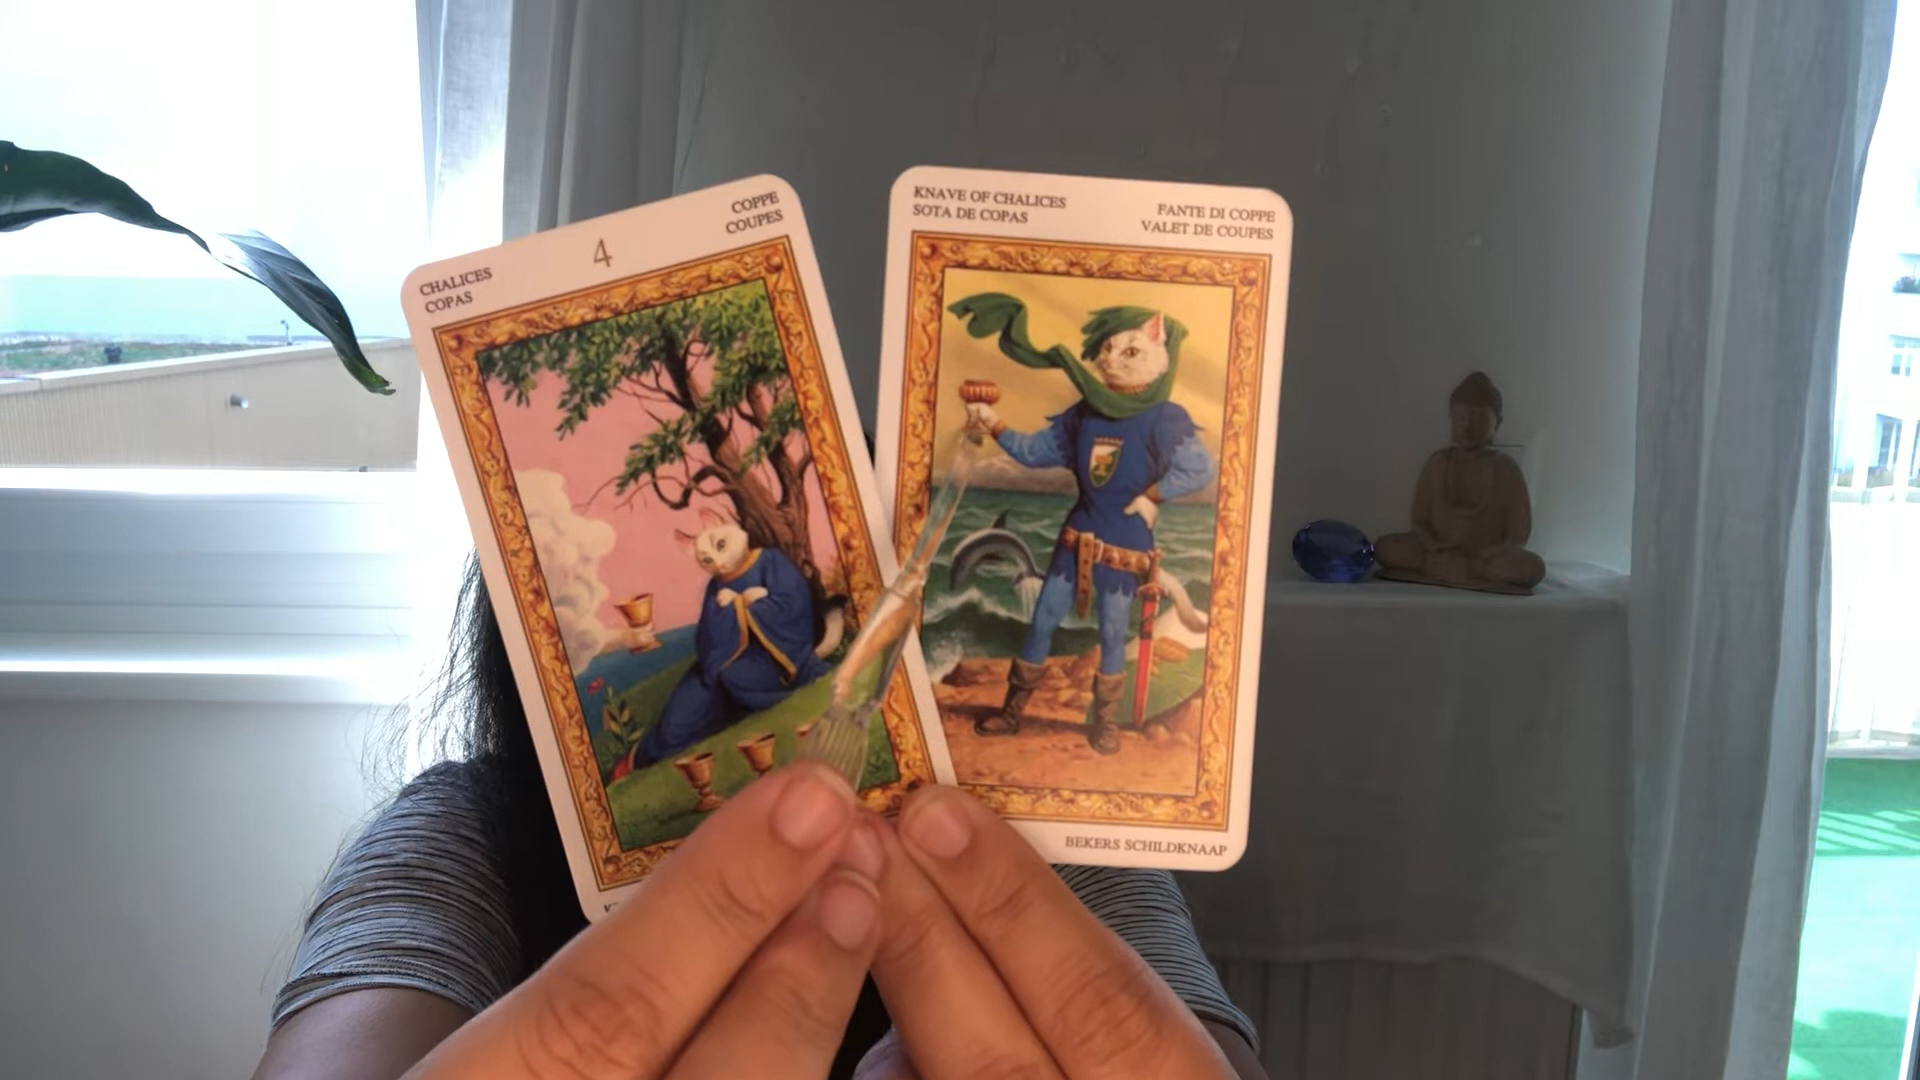 CHALICES
COPAS
4
COPPE
COUPES
KNAVE OF CHALICES
SOTA DE COPAS
FANTE DI COPPE
VALET DE COUPES
BEKERS SCHILDKNAAP